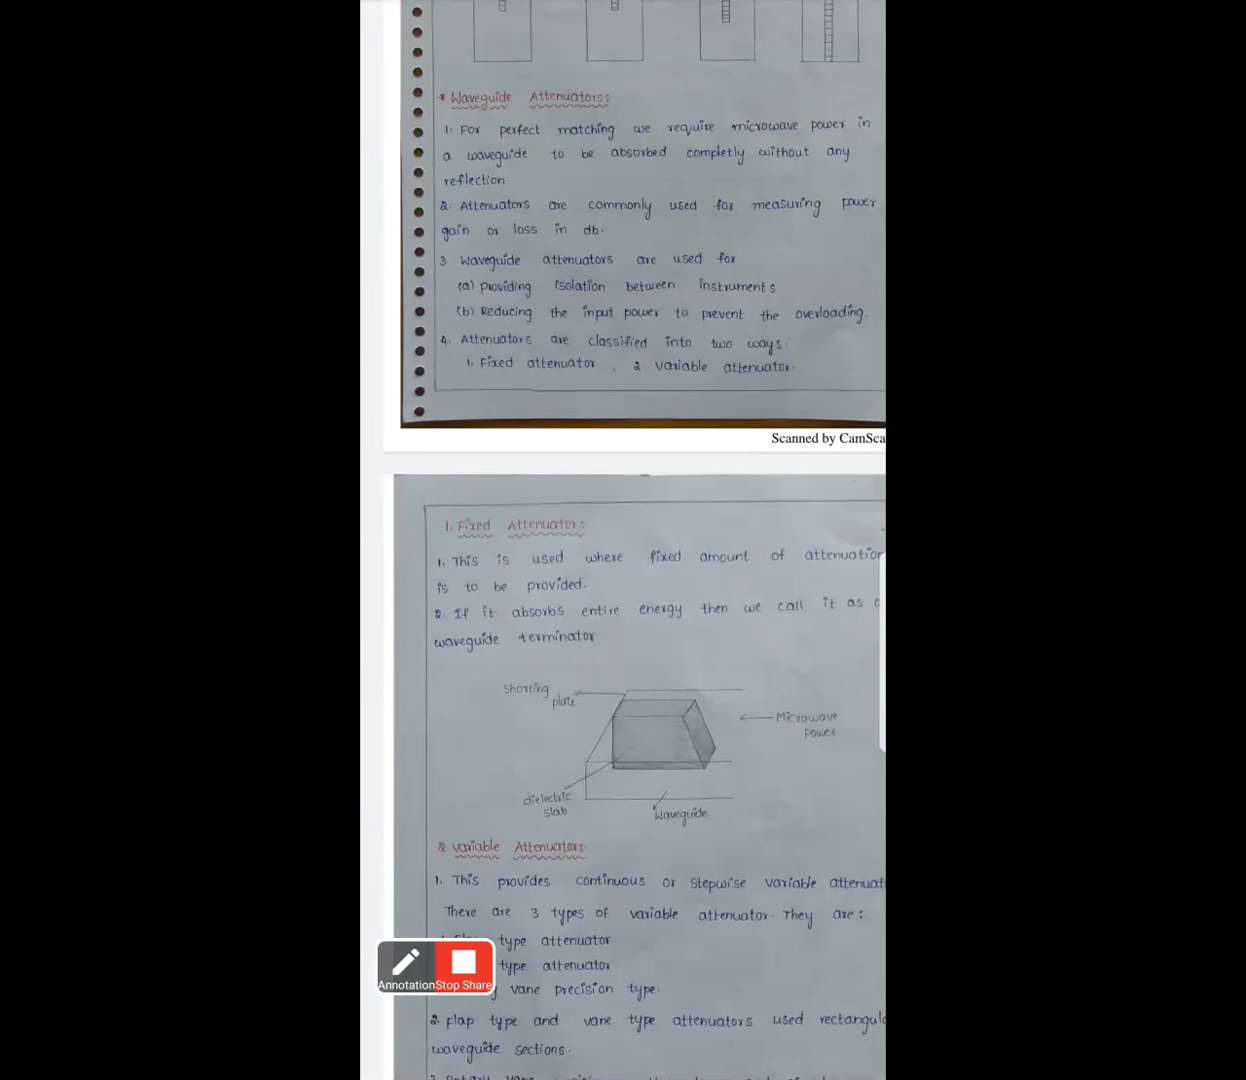 * Waveguide Attenuators:
1. For perfect matching we require microwave power in
a waveguide to be absorbed completly without any
reflection
2. Attenuators are commonly used for measuring power
gain or loss in db.
3 Waveguide attenuators are used for
(a) providing isolation between instruments
(b) Reducing the input power to prevent the overloading.
4. Attenuators are classified into two ways.
1. Fixed attenuator. 2 variable attenuator.
Scanned by CamSca
1. Fixed Attenuator:
1. This is used where fixed amount of attenuation
is to be provided.
2. If it absorbs entire energy then we call it as a
waveguide terminator
Shorting
plate
Microwave
power
dielectric
slab
Waveguide
2 variable Attenuator:
1. This provides continuous or stepwise variable attenuat
There are 3 types of variable attenuator. They are:
type attenuator
type attenuator
y vane precision type.
Annotation Stop Share
2. flap type and vane type attenuators used rectangula
waveguide sections.